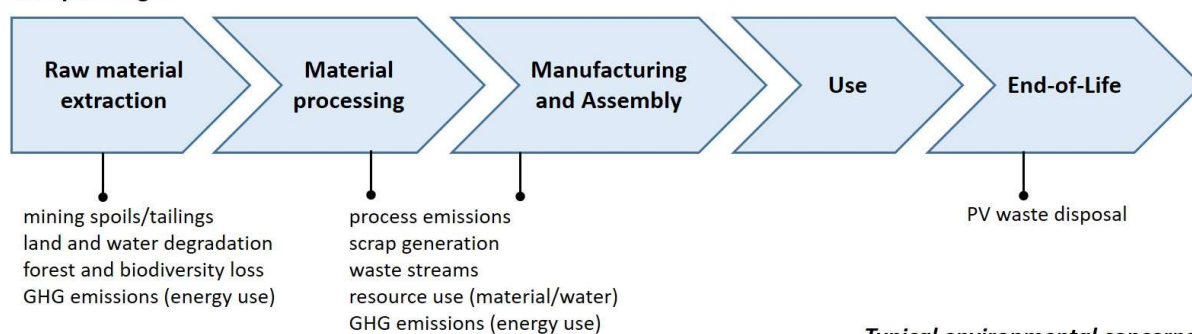 Raw material
extraction
Material
processing
Manufacturing
and Assembly
Use
End-of-Life
mining spoils/tailings
land and water degradation
forest and biodiversity loss
GHG emissions (energy use)
process emissions
scrap generation
waste streams
resource use (material/water)
GHG emissions (energy use)
PV waste disposal
Typical environmental concerns